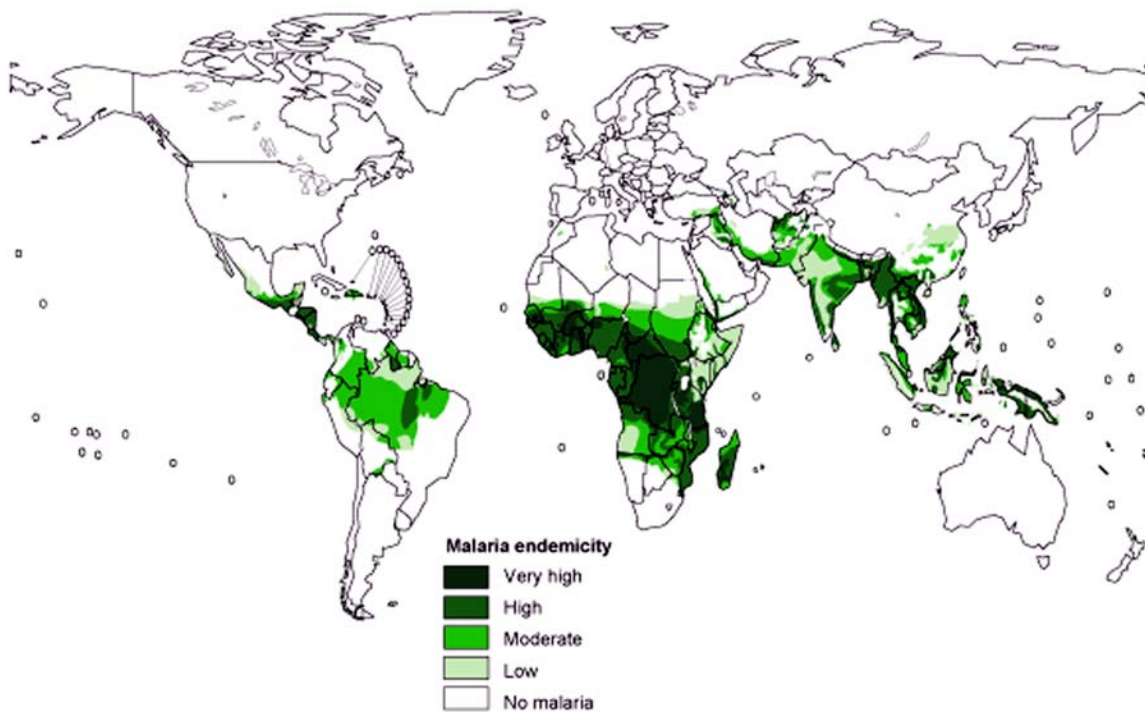 Malaria endemicity
Very high
High
Moderate
Low
No malaria